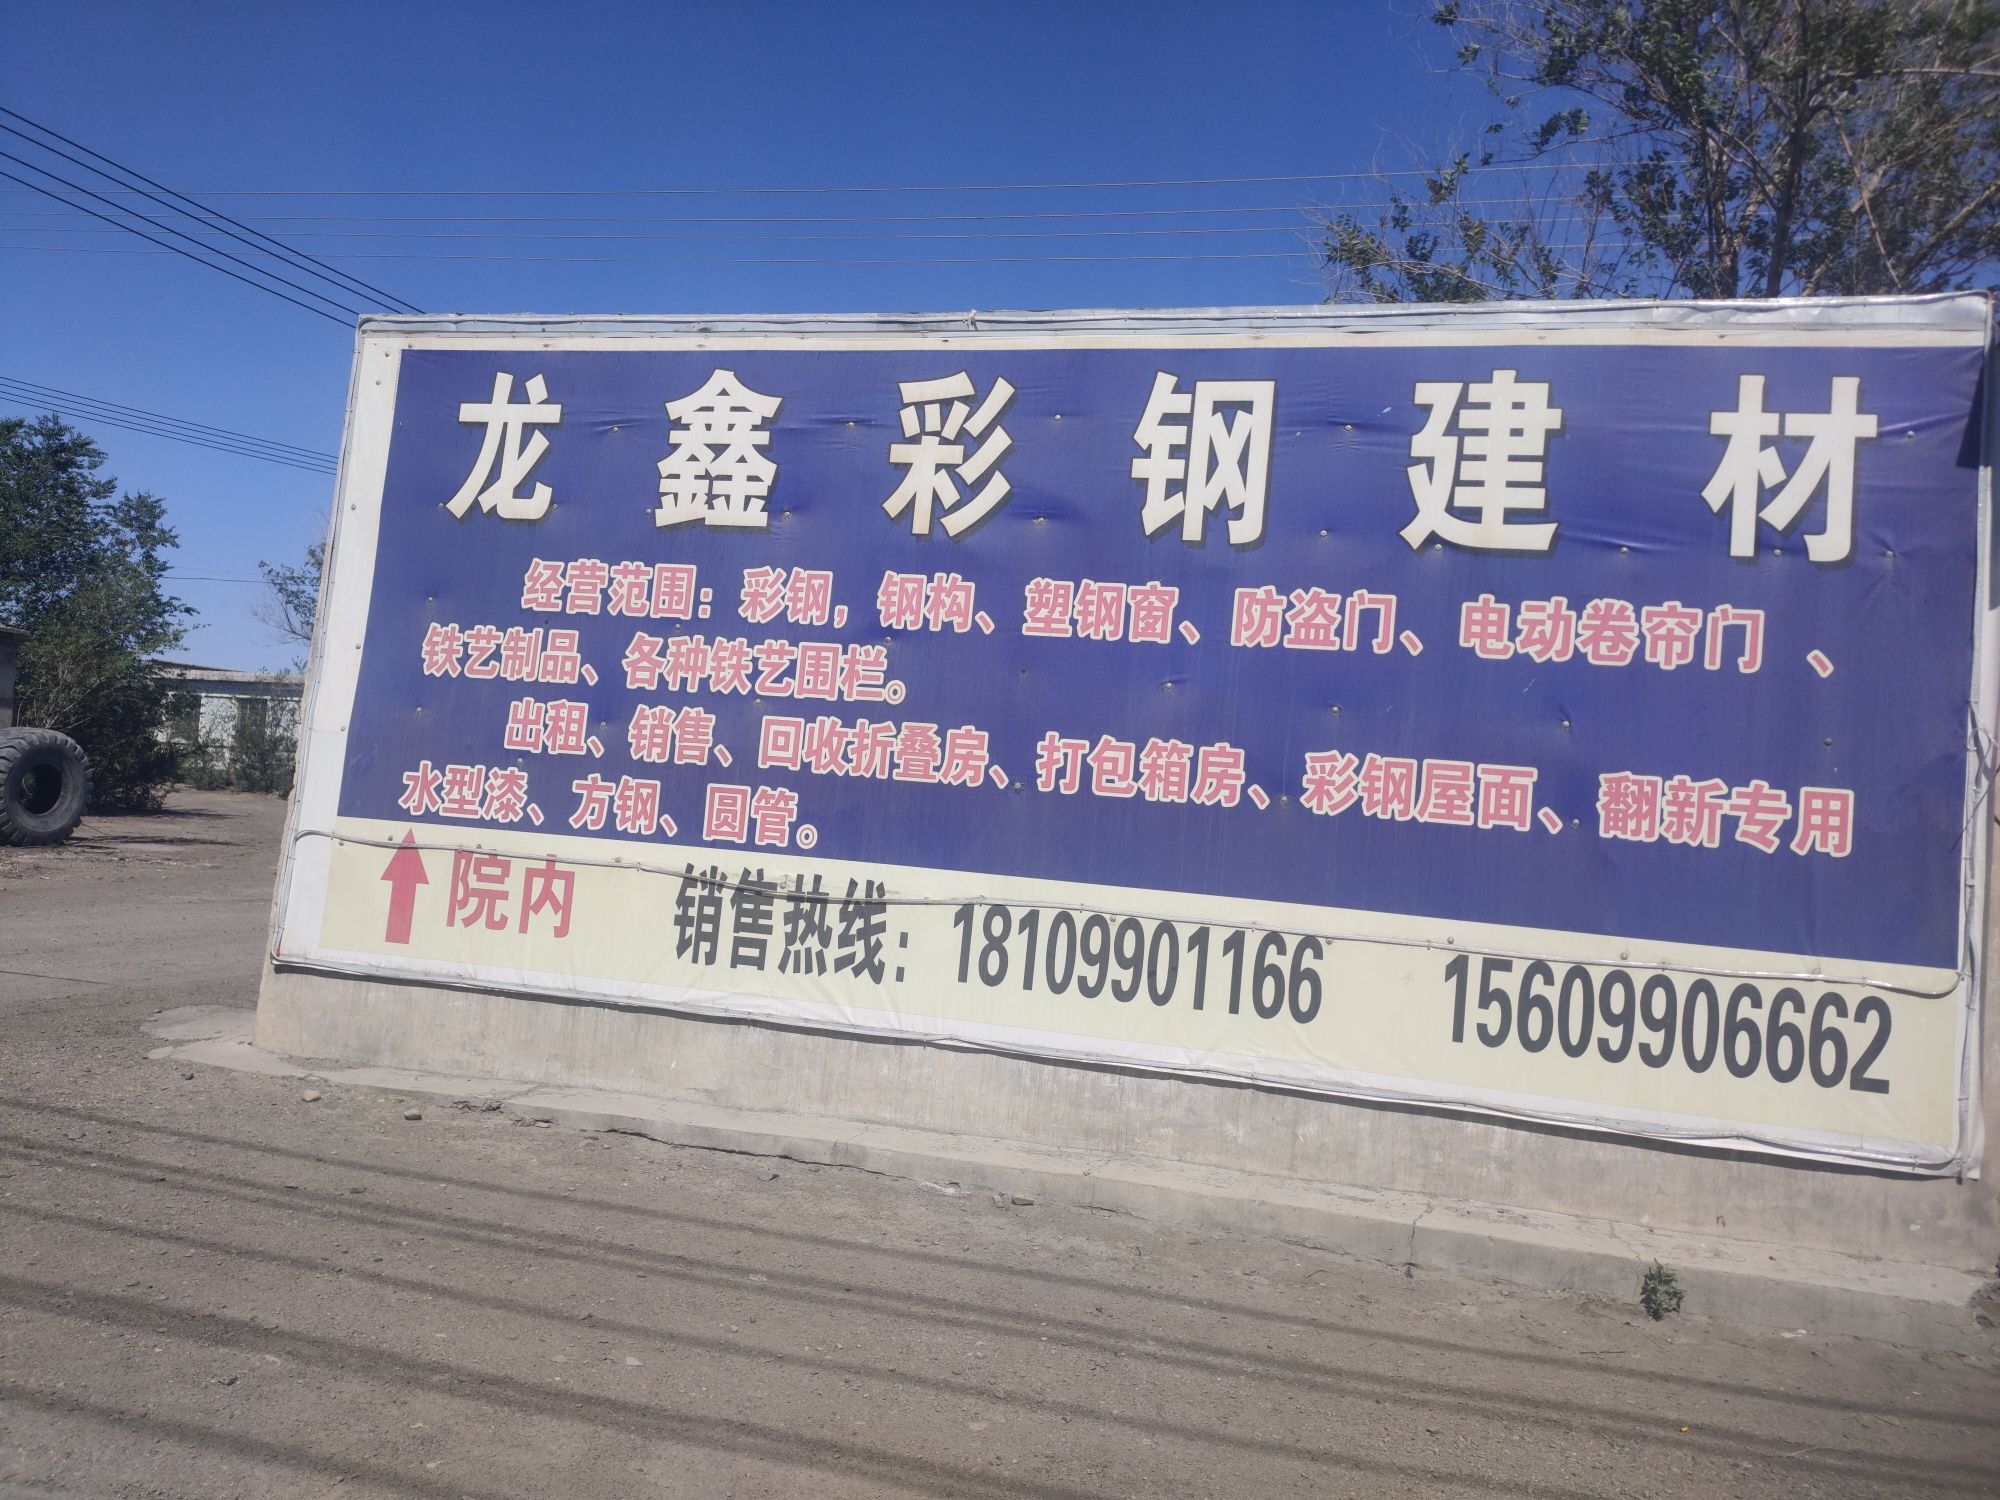 龙鑫彩钢建材
经营范围：彩钢，钢构、塑钢窗、防盗门、电动卷帘门 、
铁艺制品、各种铁艺围栏。
出租、销售、回收折叠房、打包箱房、彩钢屋面、翻新专用
水型漆、方钢、圆管。
院内 销售热线：18109901166 15609906662